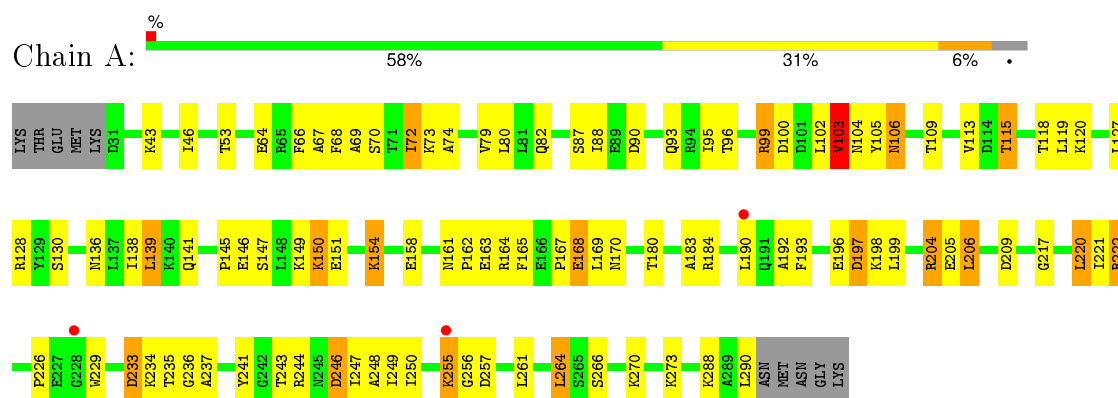 %
Chain A:
58% 31% 6% •
LYS THR GLU MET LYS D31 K43 I46 T53 E64 R65 F66 A67 F68 A69 S70 T71 I72 K73 A74 V79 L80 L81 Q82 S87 I88 E89 D90 Q93 R94 I95 T96 R99 D100 D101 L102 V103 N104 Y105 N106 T109 V113 D114 T115 T118 L119 K120 L127
R128 Y129 S130 N136 L137 I138 L139 K140 Q141 P145 E146 S147 L148 K149 K150 E151 K154 E158 N161 P162 E163 R164 F165 E166 P167 E168 L169 N170 T180 A183 R184 L190 Q191 A192 F193 E196 D197 K198 L199 R204 E205 L206 D209 G217 L220 I221
P226 E227 G228 W229 D233 K234 T235 G236 A237 Y241 G242 T243 R244 N245 D246 I247 A248 I249 I250 K255 G256 D257 L261 L264 S265 S266 K270 K273 K288 A289 L290 ASN MET ASN GLY LYS